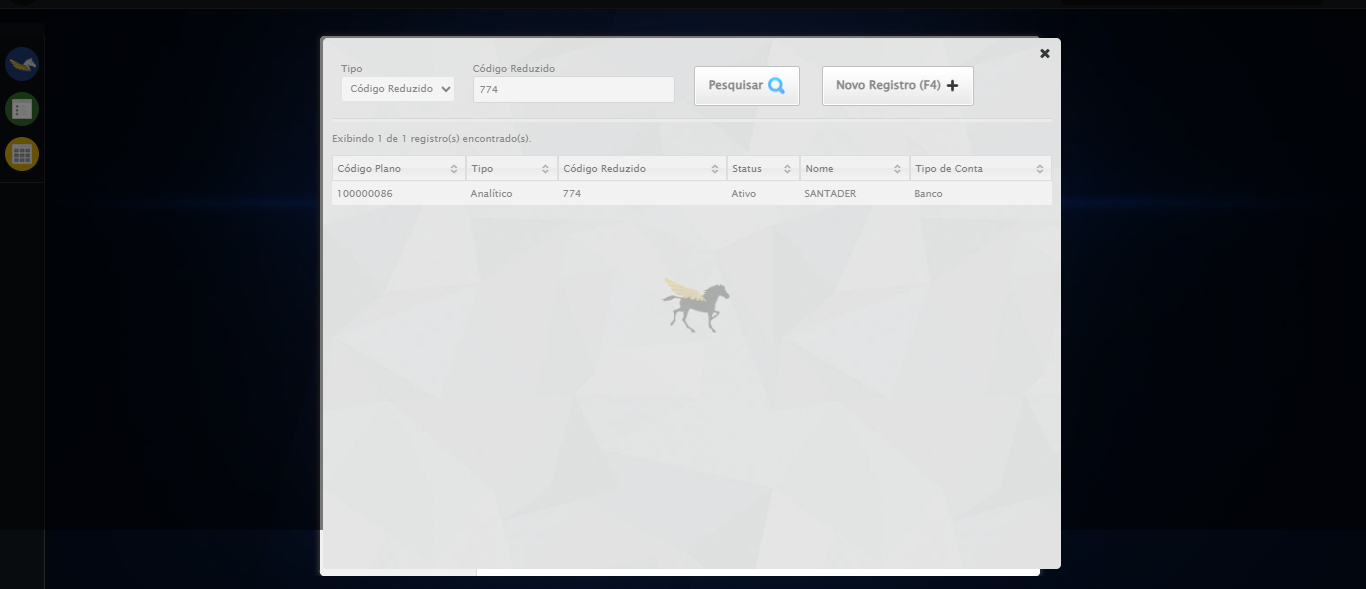 Tipo
Código Reduzido
Código Reduzido
774
Pesquisar
Novo Registro (F4)
Exibindo 1 de 1 registro(s) encontrado(s).
Código Plano Tipo Código Reduzido Status Nome Tipo de Conta
100000086 Analítico 774 Ativo SANTADER Banco